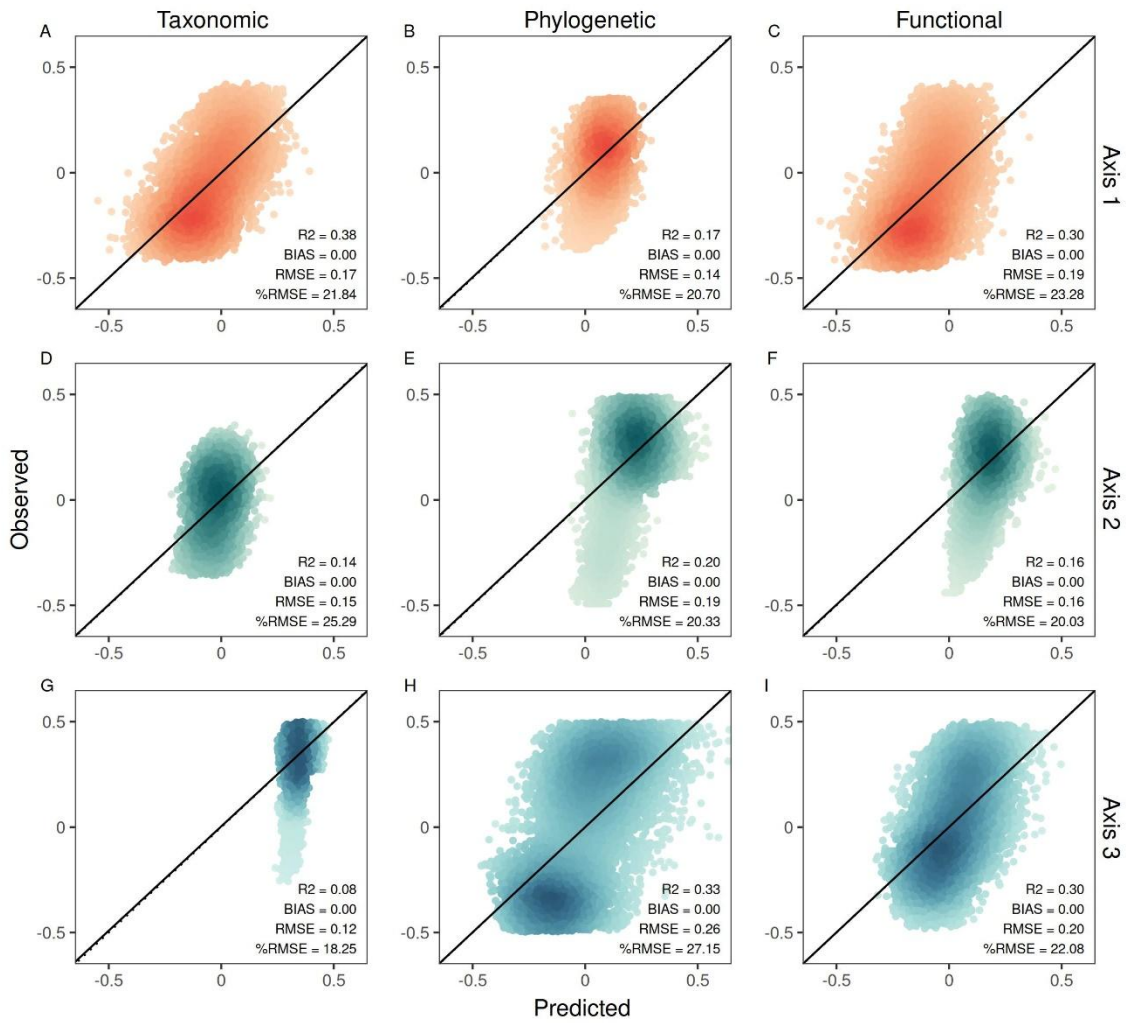 Taxonomic
Phylogenetic
Functional
A
0.5
0
-0.5
R2 = 0.38
BIAS = 0.00
RMSE = 0.17
%RMSE = 21.84
-0.5 0 0.5
B
R2 = 0.17
BIAS = 0.00
RMSE = 0.14
%RMSE = 20.70
-0.5 0 0.5
C
R2 = 0.30
BIAS = 0.00
RMSE = 0.19
%RMSE = 23.28
-0.5 0 0.5
Axis 1
Observed
D
0.5
0
-0.5
R2 = 0.14
BIAS = 0.00
RMSE = 0.15
%RMSE = 25.29
-0.5 0 0.5
E
0.5
0
-0.5
R2 = 0.20
BIAS = 0.00
RMSE = 0.19
%RMSE = 20.33
-0.5 0 0.5
F
0.5
0
-0.5
R2 = 0.16
BIAS = 0.00
RMSE = 0.16
%RMSE = 20.03
-0.5 0 0.5
Axis 2
G
0.5
0
-0.5
R2 = 0.08
BIAS = 0.00
RMSE = 0.12
%RMSE = 18.25
-0.5 0 0.5
H
0.5
0
-0.5
R2 = 0.33
BIAS = 0.00
RMSE = 0.26
%RMSE = 27.15
-0.5 0 0.5
I
0.5
0
-0.5
R2 = 0.30
BIAS = 0.00
RMSE = 0.20
%RMSE = 22.08
-0.5 0 0.5
Axis 3
Predicted